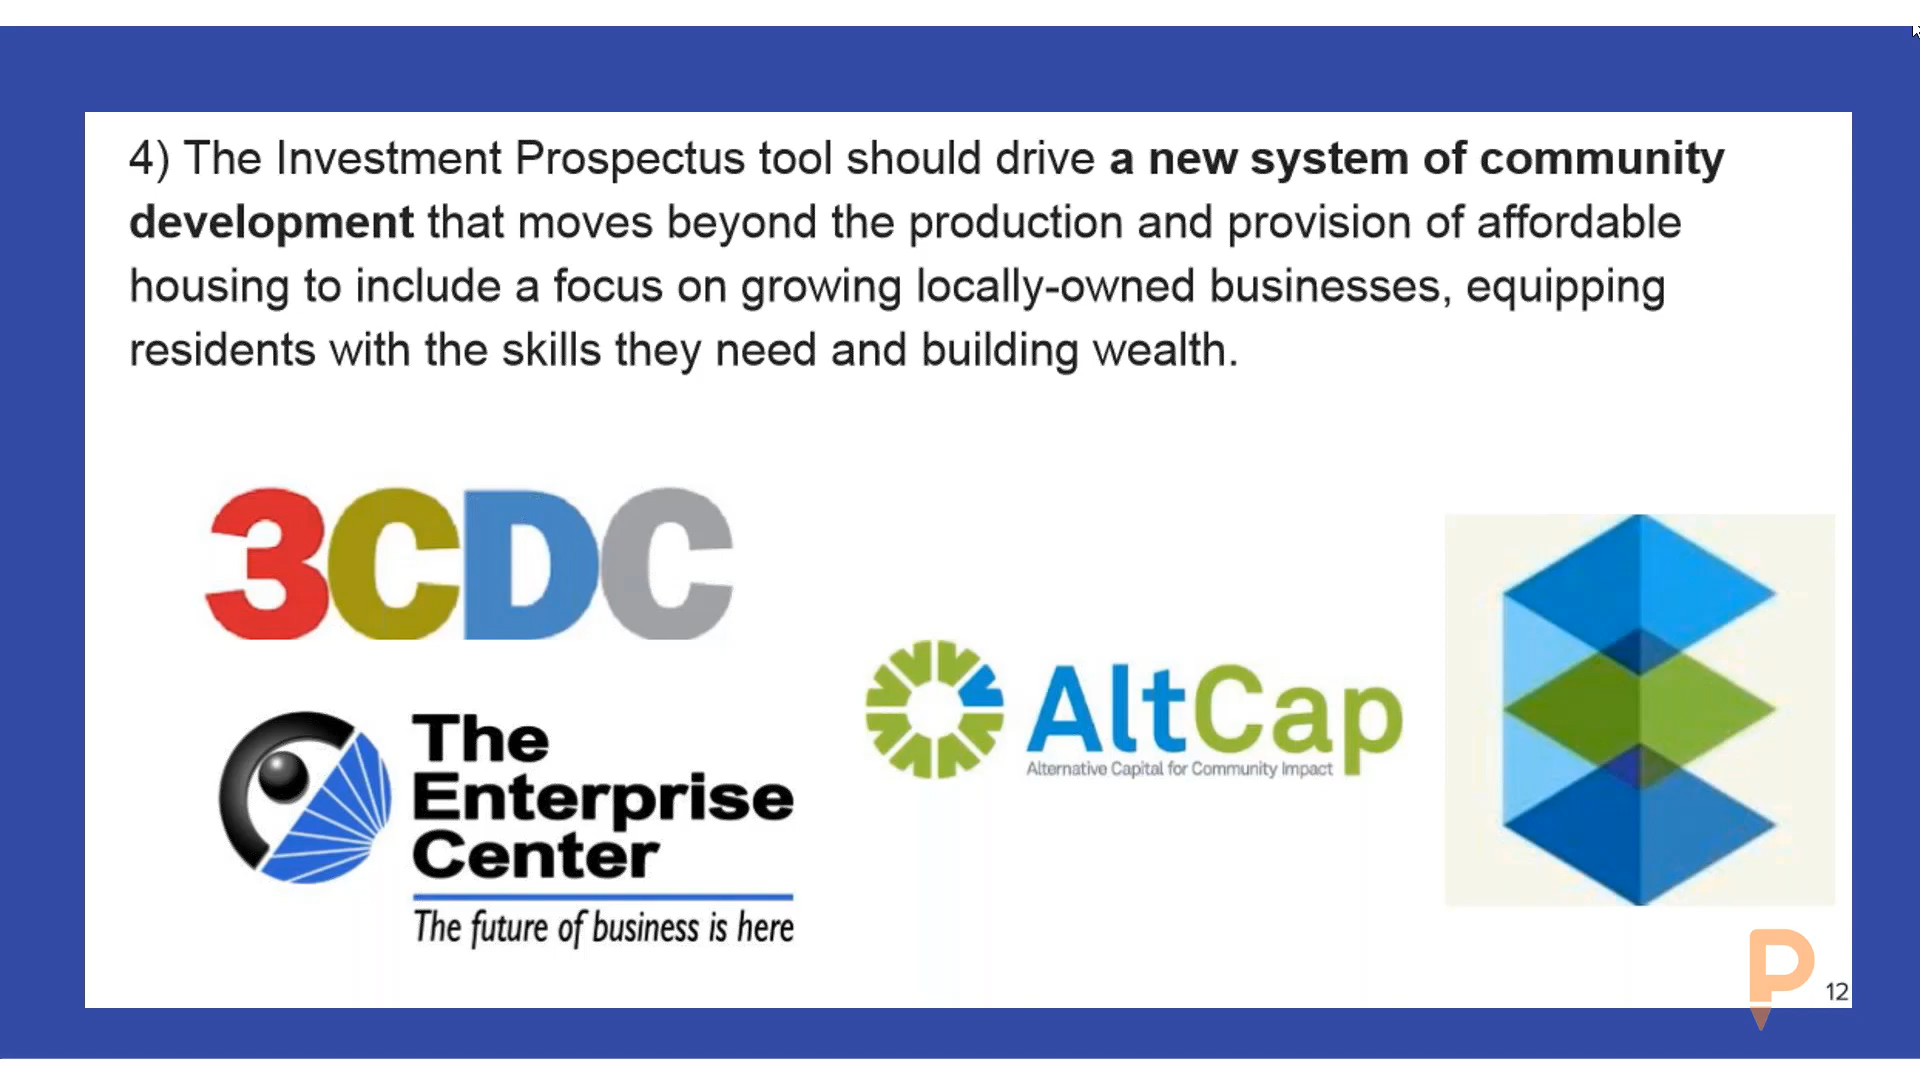 4) The Investment Prospectus tool should drive a new system of community
development that moves beyond the production and provision of affordable
housing to include a focus on growing locally-owned businesses, equipping
residents with the skills they need and building wealth.
3CDC
The
Enterprise
Center
The future of business is here
AltCap
Alternative Capital for Community Impact
P
12